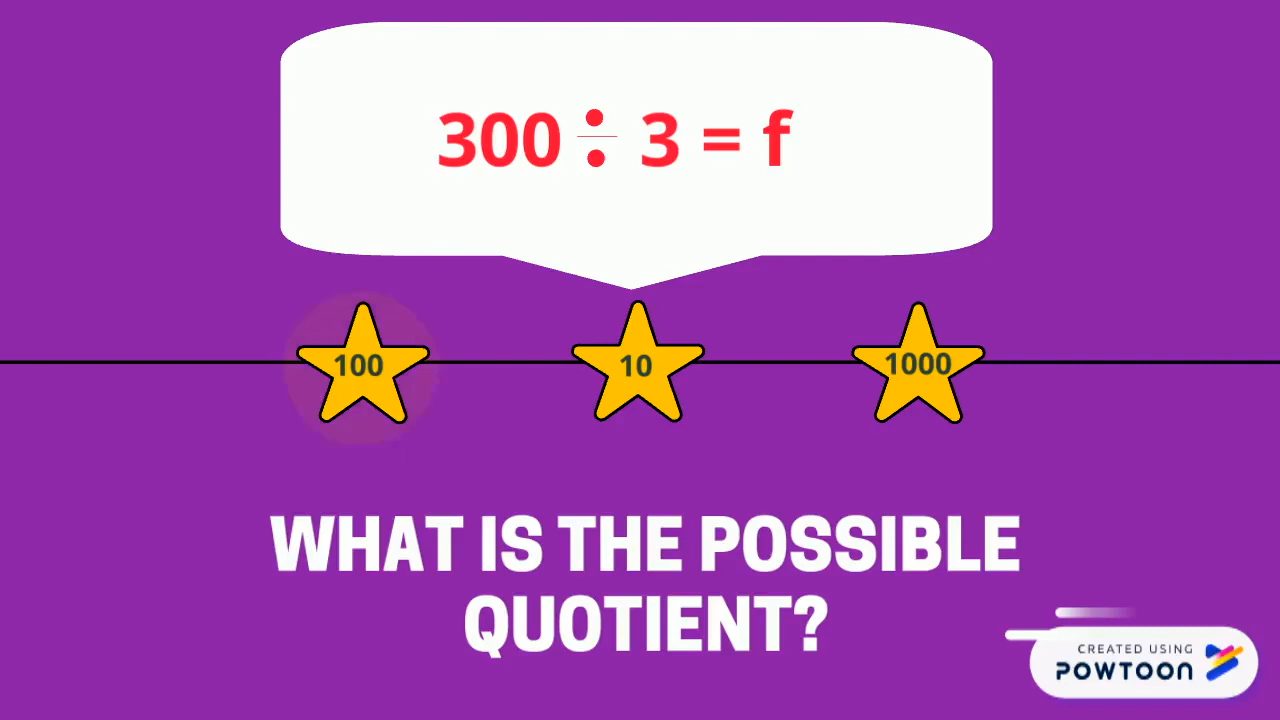 300 ÷ 3 = f
100 10 1000
WHAT IS THE POSSIBLE
QUOTIENT?
CREATED USING
POWTOON